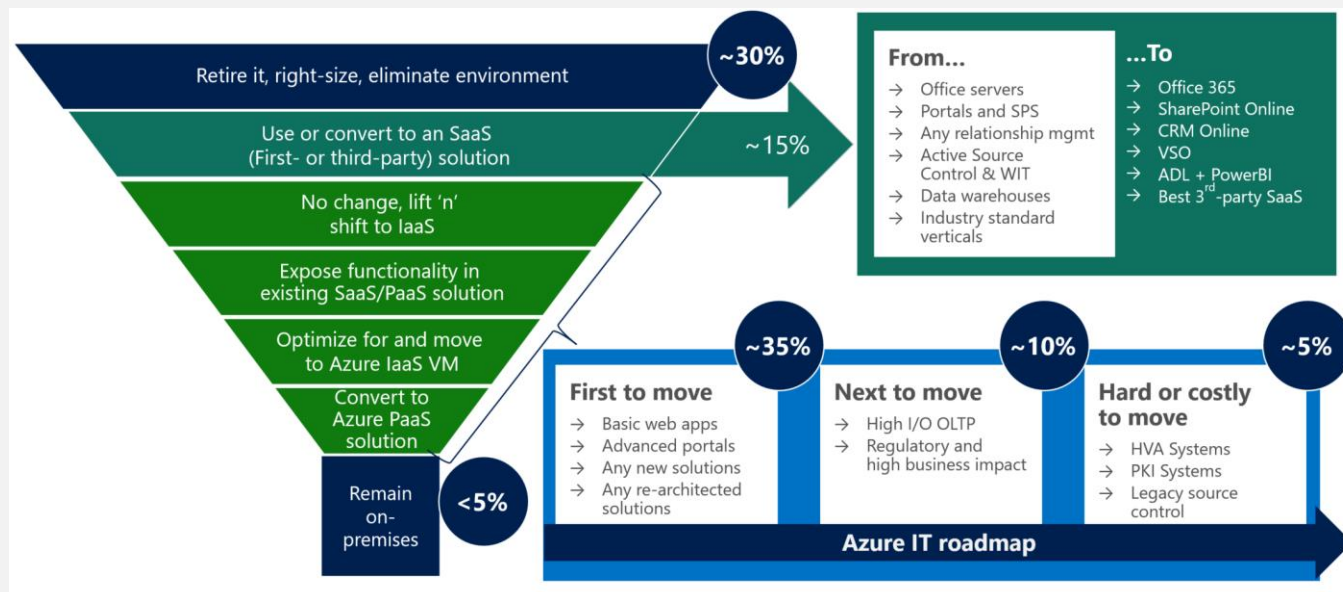 Retire it, right-size, eliminate environment
~30%
Use or convert to an SaaS
(First- or third-party) solution
~15%
No change, lift ‘n’
shift to IaaS
Expose functionality in
existing SaaS/PaaS solution
Optimize for and move
to Azure IaaS VM
Convert to
Azure PaaS
solution
Remain
on-
premises
<5%
From...
→ Office servers
→ Portals and SPS
→ Any relationship mgmt
→ Active Source
Control & WIT
→ Data warehouses
→ Industry standard
verticals
...To
→ Office 365
→ SharePoint Online
→ CRM Online
→ VSO
→ ADL + PowerBI
→ Best 3rd-party SaaS
~35%
First to move
→ Basic web apps
→ Advanced portals
→ Any new solutions
→ Any re-architected
solutions
~10%
Next to move
→ High I/O OLTP
→ Regulatory and
high business impact
~5%
Hard or costly
to move
→ HVA Systems
→ PKI Systems
→ Legacy source
control
Azure IT roadmap